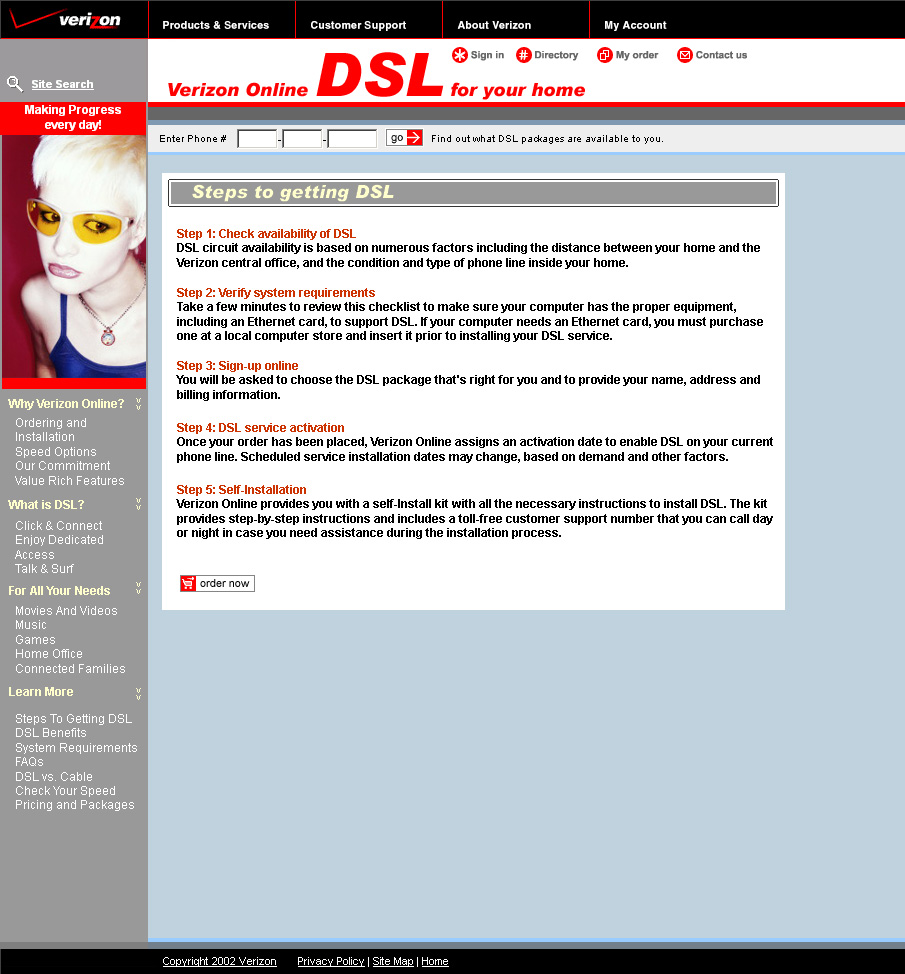 verizon
Products & Services
Customer Support
About Verizon
My Account
Site Search
Verizon Online DSL for your home
Sign in
Directory
My order
Contact us
Making Progress
every day!
Enter Phone #
-
-
go
Find out what DSL packages are available to you.
Steps to getting DSL
Step 1: Check availability of DSL
DSL circuit availability is based on numerous factors including the distance between your home and the
Verizon central office, and the condition and type of phone line inside your home.
Step 2: Verify system requirements
Take a few minutes to review this checklist to make sure your computer has the proper equipment,
including an Ethernet card, to support DSL. If your computer needs an Ethernet card, you must purchase
one at a local computer store and insert it prior to installing your DSL service.
Step 3: Sign-up online
You will be asked to choose the DSL package that's right for you and to provide your name, address and
billing information.
Step 4: DSL service activation
Once your order has been placed, Verizon Online assigns an activation date to enable DSL on your current
phone line. Scheduled service installation dates may change, based on demand and other factors.
Step 5: Self-Installation
Verizon Online provides you with a self-Install kit with all the necessary instructions to install DSL. The kit
provides step-by-step instructions and includes a toll-free customer support number that you can call day
or night in case you need assistance during the installation process.
order now
Why Verizon Online?
Ordering and
Installation
Speed Options
Our Commitment
Value Rich Features
What is DSL?
Click & Connect
Enjoy Dedicated
Access
Talk & Surf
For All Your Needs
Movies And Videos
Music
Games
Home Office
Connected Families
Learn More
Steps To Getting DSL
DSL Benefits
System Requirements
FAQs
DSL vs. Cable
Check Your Speed
Pricing and Packages
Copyright 2002 Verizon
Privacy Policy | Site Map | Home